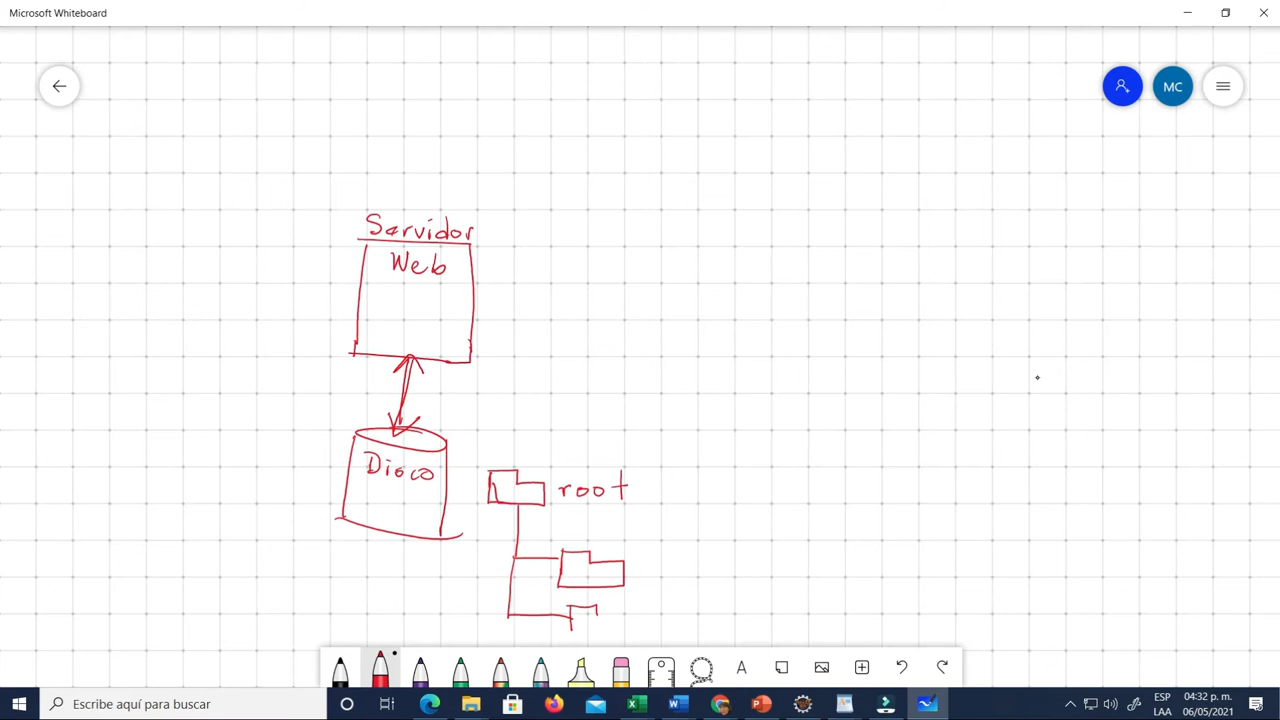 Microsoft Whiteboard
MC
Servidor
Web
Disco
root
A
Escribe aquí para buscar
ESP
LAA
04:32 p. m.
06/05/2021